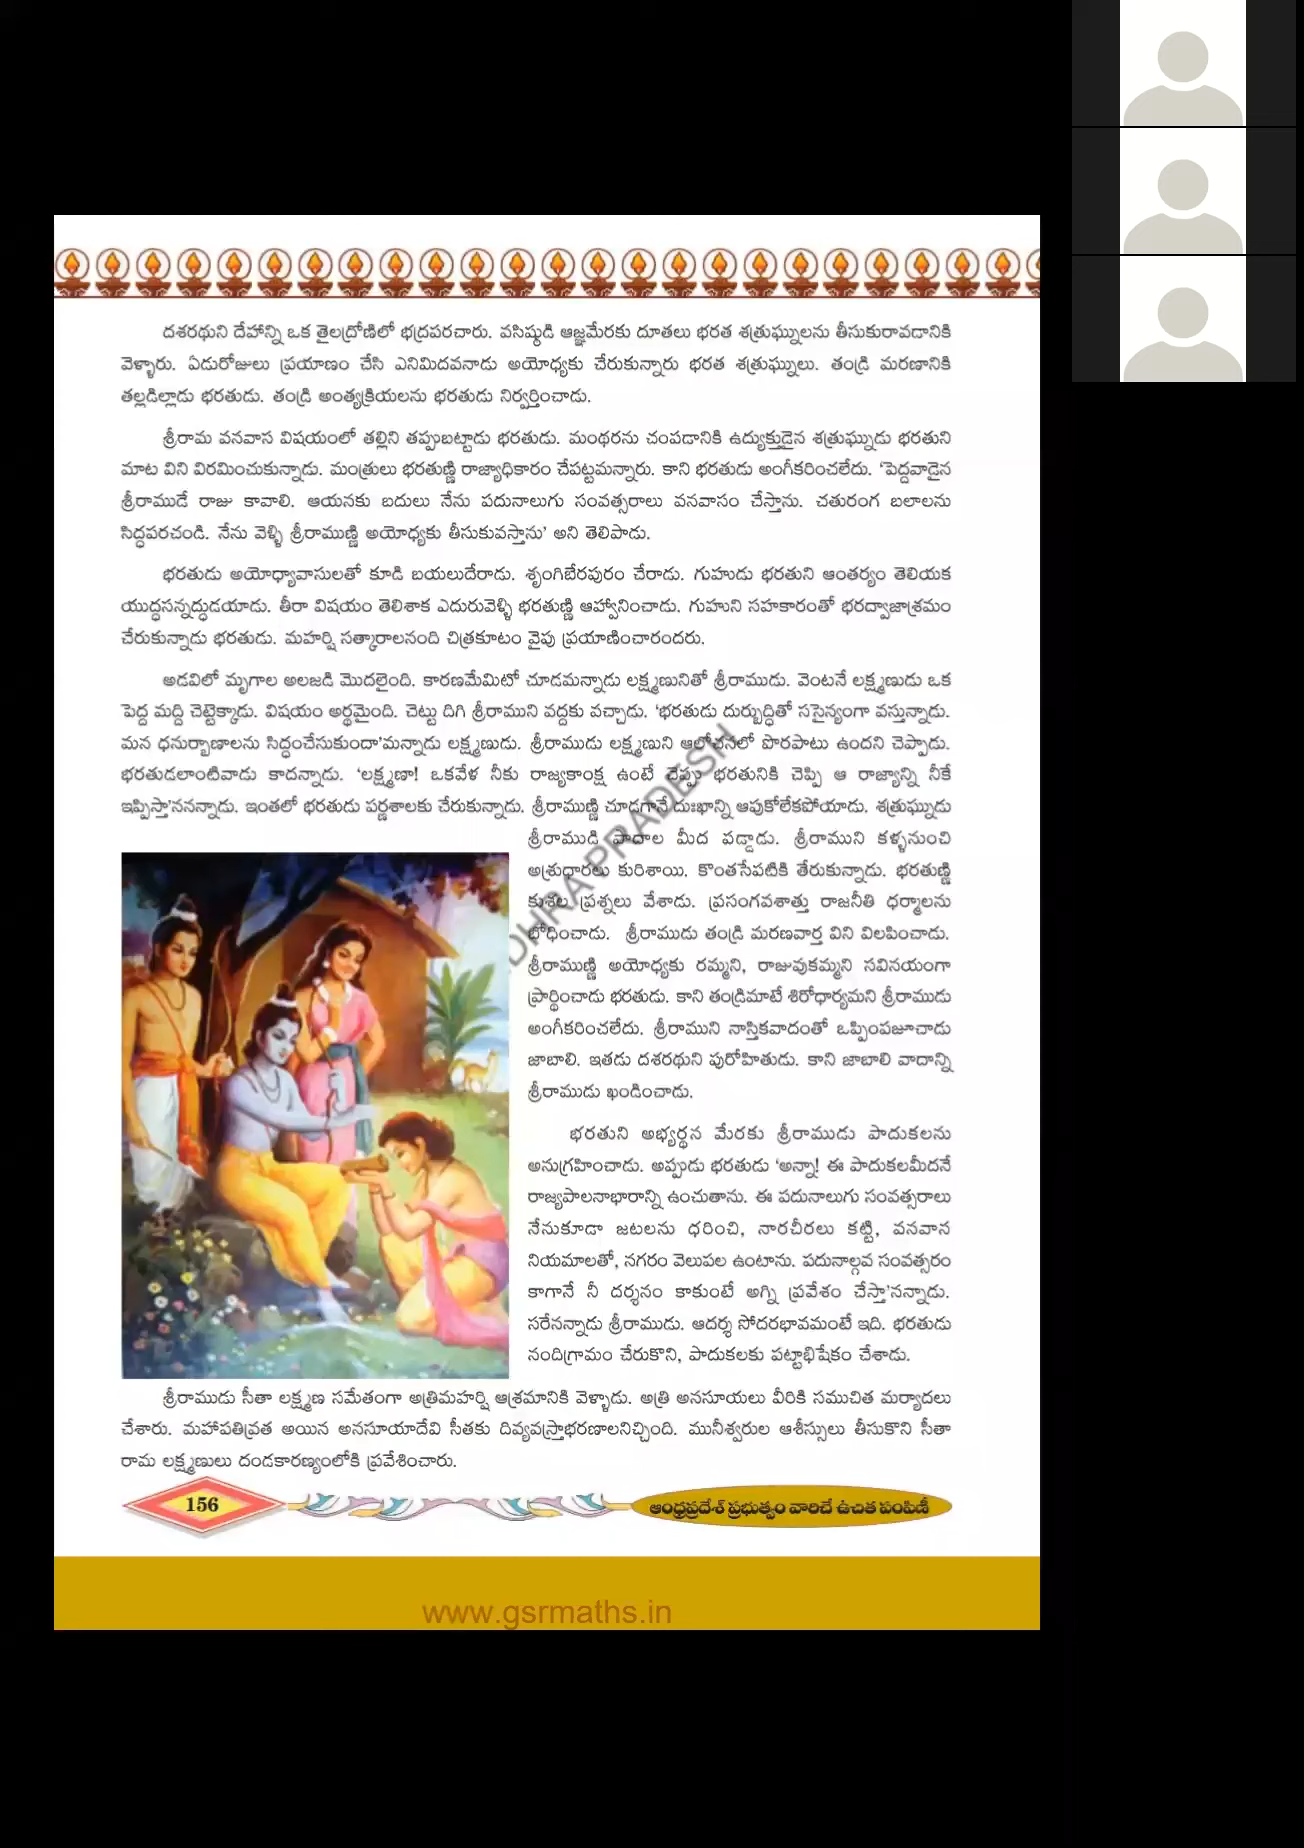 దశరథుని దేహాన్ని ఒక తైలద్రోణిలో భద్రపరచారు. వసిష్ఠుడి ఆజ్ఞమేరకు దూతలు భరత శత్రుఘ్నులను తీసుకురావడానికి
వెళ్ళారు. ఏడురోజులు ప్రయాణం చేసి ఎనిమిదవనాడు అయోధ్యకు చేరుకున్నారు భరత శత్రుఘ్నులు. తండ్రి మరణానికి
తల్లడిల్లాడు భరతుడు. తండ్రి అంత్యక్రియలను భరతుడు నిర్వర్తించాడు.
శ్రీరామ వనవాస విషయంలో తల్లిని తప్పుబట్టాడు భరతుడు. మంథరను చంపడానికి ఉద్యుక్తుడైన శత్రుఘ్నుడు భరతుని
మాట విని విరమించుకున్నాడు. మంత్రులు భరతుణ్ణి రాజ్యాధికారం చేపట్టమన్నారు. కాని భరతుడు అంగీకరించలేదు. ‘పెద్దవాడైన
శ్రీరాముడే రాజు కావాలి. ఆయనకు బదులు నేను పదునాలుగు సంవత్సరాలు వనవాసం చేస్తాను. చతురంగ బలాలను
సిద్ధపరచండి. నేను వెళ్ళి శ్రీరాముణ్ణి అయోధ్యకు తీసుకువస్తాను’ అని తెలిపాడు.
భరతుడు అయోధ్యావాసులతో కూడి బయలుదేరాడు. శృంగిబేరపురం చేరాడు. గుహుడు భరతుని ఆంతర్యం తెలియక
యుద్ధసన్నద్ధుడయాడు. తీరా విషయం తెలిశాక ఎదురువెళ్ళి భరతుణ్ణి ఆహ్వానించాడు. గుహుని సహకారంతో భరద్వాజాశ్రమం
చేరుకున్నాడు భరతుడు. మహర్షి సత్కారాలనంది చిత్రకూటం వైపు ప్రయాణించారందరు.
అడవిలో మృగాల అలజడి మొదలైంది. కారణమేమిటో చూడమన్నాడు లక్ష్మణునితో శ్రీరాముడు. వెంటనే లక్ష్మణుడు ఒక
పెద్ద మద్ది చెట్టెక్కాడు. విషయం అర్థమైంది. చెట్టు దిగి శ్రీరాముని వద్దకు వచ్చాడు. ‘భరతుడు దుర్బుద్ధితో ససైన్యంగా వస్తున్నాడు.
మన ధనుర్బాణాలను సిద్ధంచేసుకుందా’మన్నాడు లక్ష్మణుడు. శ్రీరాముడు లక్ష్మణుని ఆలోచనలో పొరపాటు ఉందని చెప్పాడు.
భరతుడలాంటివాడు కాదన్నాడు. ‘లక్ష్మణా! ఒకవేళ నీకు రాజ్యకాంక్ష ఉంటే చెప్పు భరతునికి చెప్పి ఆ రాజ్యాన్ని నీకే
ఇప్పిస్తా’ననన్నాడు. ఇంతలో భరతుడు పర్ణశాలకు చేరుకున్నాడు. శ్రీరాముణ్ణి చూడగానే దుఃఖాన్ని ఆపుకోలేకపోయాడు. శత్రుఘ్నుడు
శ్రీరాముడి పాదాల మీద పడ్డాడు. శ్రీరాముని కళ్ళనుంచి
అశ్రుధారలు కురిశాయి. కొంతసేపటికి తేరుకున్నాడు. భరతుణ్ణి
కుశల ప్రశ్నలు వేశాడు. ప్రసంగవశాత్తు రాజనీతి ధర్మాలను
బోధించాడు. శ్రీరాముడు తండ్రి మరణవార్త విని విలపించాడు.
శ్రీరాముణ్ణి అయోధ్యకు రమ్మని, రాజువుకమ్మని సవినయంగా
ప్రార్థించాడు భరతుడు. కాని తండ్రిమాటే శిరోధార్యమని శ్రీరాముడు
అంగీకరించలేదు. శ్రీరాముని నాస్తికవాదంతో ఒప్పింపజూచాడు
జాబాలి. ఇతడు దశరథుని పురోహితుడు. కాని జాబాలి వాదాన్ని
శ్రీరాముడు ఖండించాడు.
భరతుని అభ్యర్థన మేరకు శ్రీరాముడు పాదుకలను
అనుగ్రహించాడు. అప్పుడు భరతుడు ‘అన్నా! ఈ పాదుకలమీదనే
రాజ్యపాలనాభారాన్ని ఉంచుతాను. ఈ పదునాలుగు సంవత్సరాలు
నేనుకూడా జటలను ధరించి, నారచీరలు కట్టి, వనవాన
నియమాలతో, నగరం వెలుపల ఉంటాను. పదునాల్గవ సంవత్సరం
కాగానే నీ దర్శనం కాకుంటే అగ్ని ప్రవేశం చేస్తా’నన్నాడు.
సరేనన్నాడు శ్రీరాముడు. ఆదర్శ సోదరభావమంటే ఇది. భరతుడు
నందిగ్రామం చేరుకొని, పాదుకలకు పట్టాభిషేకం చేశాడు.
శ్రీరాముడు సీతా లక్ష్మణ సమేతంగా అత్రిమహర్షి ఆశ్రమానికి వెళ్ళాడు. అత్రి అనసూయలు వీరికి సముచిత మర్యాదలు
చేశారు. మహాపతివ్రత అయిన అనసూయాదేవి సీతకు దివ్యవస్త్రాభరణాలనిచ్చింది. మునీశ్వరుల ఆశీస్సులు తీసుకొని సీతా
రామ లక్ష్మణులు దండకారణ్యంలోకి ప్రవేశించారు.
156
ఆంధ్రప్రదేశ్ ప్రభుత్వం వారిచే ఉచిత పంపిణీ
www.gsrmaths.in